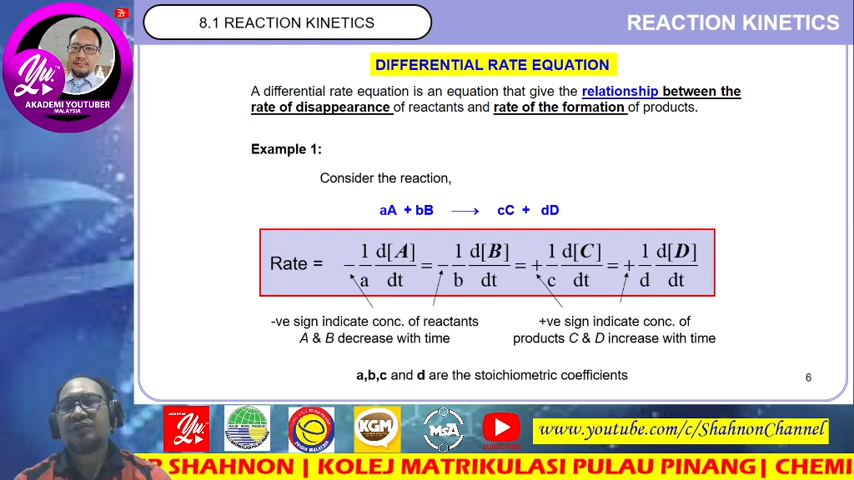 8.1 REACTION KINETICS
REACTION KINETICS
Yu.
AKADEMI YOUTUBER
MALAYSIA
DIFFERENTIAL RATE EQUATION
A differential rate equation is an equation that give the relationship between the
rate of disappearance of reactants and rate of the formation of products.
Example 1:
Consider the reaction,
aA + bB ⟶ cC + dD
Rate = − 1/a d[A]/dt = − 1/b d[B]/dt = + 1/c d[C]/dt = + 1/d d[D]/dt
-ve sign indicate conc. of reactants
A & B decrease with time
+ve sign indicate conc. of
products C & D increase with time
a,b,c and d are the stoichiometric coefficients
6
Yu.
KGM
MSA
www.youtube.com/c/ShahnonChannel
R SHAHNON | KOLEJ MATRIKULASI PULAU PINANG | CHEMI